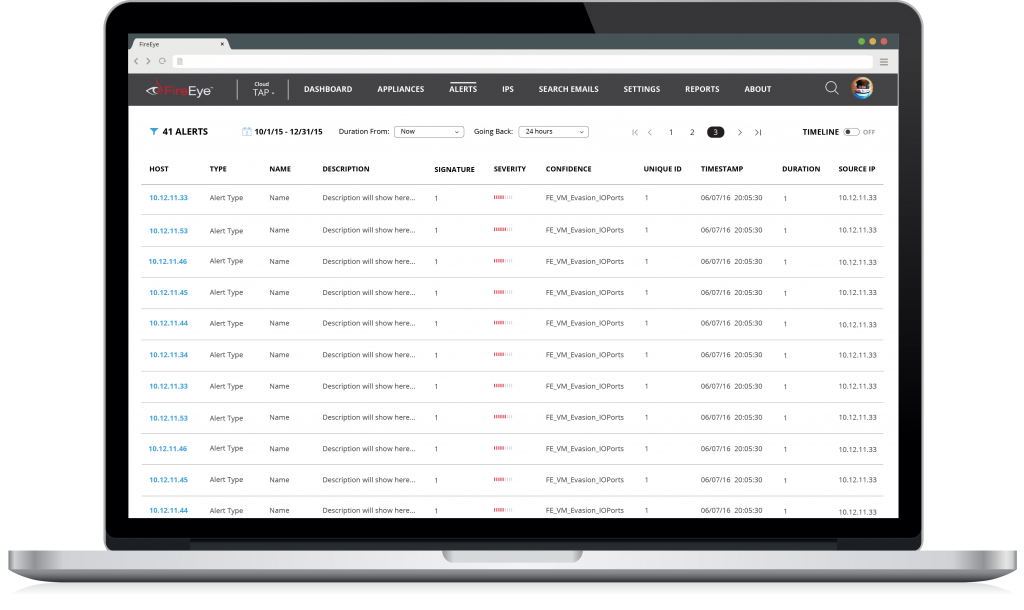 FireEye ×
FireEye™ Cloud TAP DASHBOARD APPLIANCES ALERTS IPS SEARCH EMAILS SETTINGS REPORTS ABOUT
41 ALERTS 10/1/15 - 12/31/15 Duration From: Now Going Back: 24 hours 1 2 3 TIMELINE OFF
HOST TYPE NAME DESCRIPTION SIGNATURE SEVERITY CONFIDENCE UNIQUE ID TIMESTAMP DURATION SOURCE IP
10.12.11.33 Alert Type Name Description will show here... 1 FE_VM_Evasion_IOPorts 1 06/07/16 20:05:30 1 10.12.11.33
10.12.11.53 Alert Type Name Description will show here... 1 FE_VM_Evasion_IOPorts 1 06/07/16 20:05:30 1 10.12.11.33
10.12.11.46 Alert Type Name Description will show here... 1 FE_VM_Evasion_IOPorts 1 06/07/16 20:05:30 1 10.12.11.33
10.12.11.45 Alert Type Name Description will show here... 1 FE_VM_Evasion_IOPorts 1 06/07/16 20:05:30 1 10.12.11.33
10.12.11.44 Alert Type Name Description will show here... 1 FE_VM_Evasion_IOPorts 1 06/07/16 20:05:30 1 10.12.11.33
10.12.11.34 Alert Type Name Description will show here... 1 FE_VM_Evasion_IOPorts 1 06/07/16 20:05:30 1 10.12.11.33
10.12.11.33 Alert Type Name Description will show here... 1 FE_VM_Evasion_IOPorts 1 06/07/16 20:05:30 1 10.12.11.33
10.12.11.53 Alert Type Name Description will show here... 1 FE_VM_Evasion_IOPorts 1 06/07/16 20:05:30 1 10.12.11.33
10.12.11.46 Alert Type Name Description will show here... 1 FE_VM_Evasion_IOPorts 1 06/07/16 20:05:30 1 10.12.11.33
10.12.11.45 Alert Type Name Description will show here... 1 FE_VM_Evasion_IOPorts 1 06/07/16 20:05:30 1 10.12.11.33
10.12.11.44 Alert Type Name Description will show here... 1 FE_VM_Evasion_IOPorts 1 06/07/16 20:05:30 1 10.12.11.33